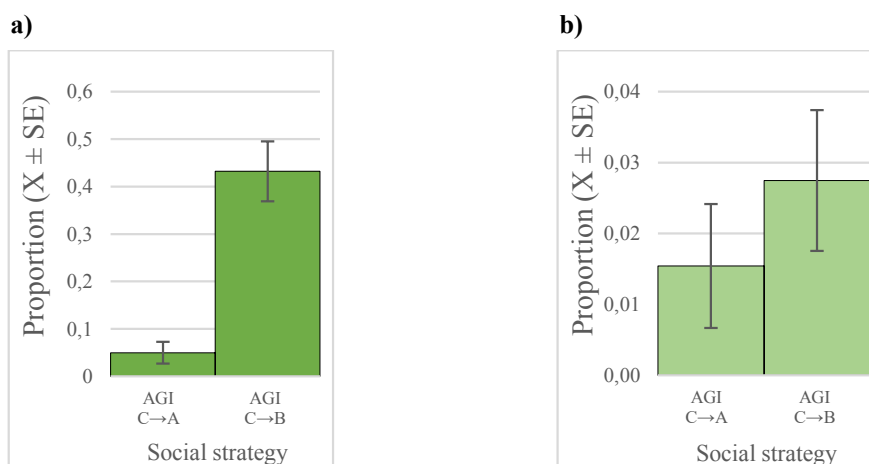 a)
Proportion (X ± SE)
0,6
0,5
0,4
0,3
0,2
0,1
0
AGI
C→A
AGI
C→B
Social strategy
b)
Proportion (X ± SE)
0,04
0,03
0,02
0,01
0,00
AGI
C→A
AGI
C→B
Social strategy